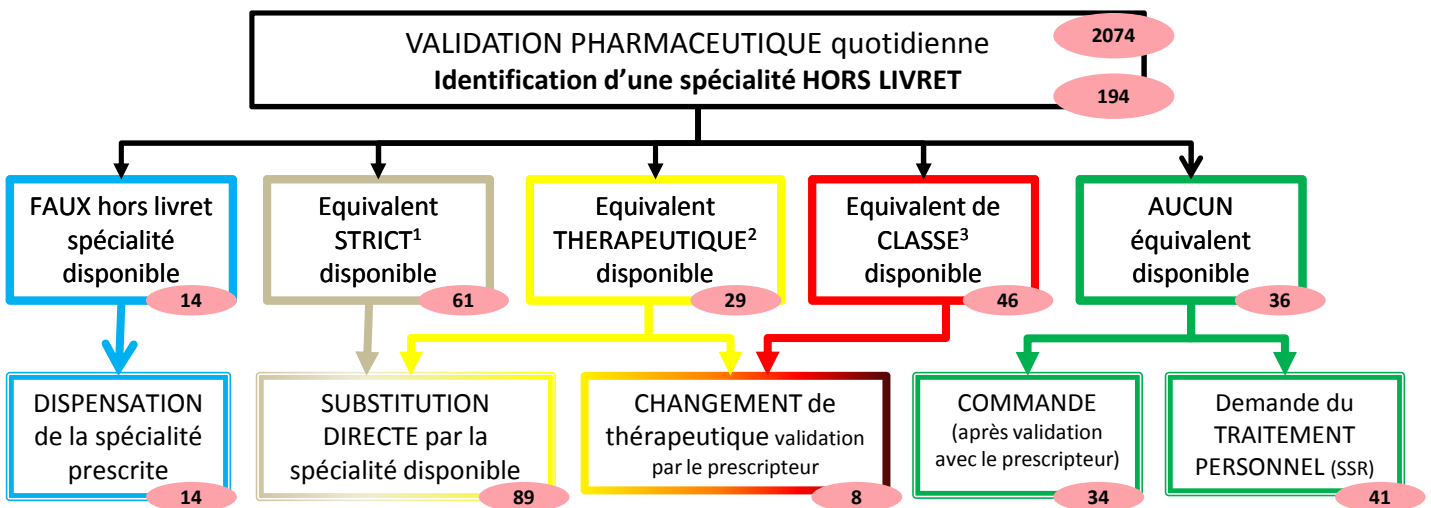 VALIDATION PHARMACEUTIQUE quotidienne
2074
Identification d’une spécialité HORS LIVRET
194
FAUX hors livret
spécialité
disponible
14
Equivalent
STRICT¹
disponible
61
Equivalent
THERAPEUTIQUE²
disponible
29
Equivalent de
CLASSE³
disponible
46
AUCUN
équivalent
disponible
36
DISPENSATION
de la spécialité
prescrite
14
SUBSTITUTION
DIRECTE par la
spécialité disponible
89
CHANGEMENT de
thérapeutique validation
par le prescripteur
8
COMMANDE
(après validation
avec le prescripteur)
34
Demande du
TRAITEMENT
PERSONNEL (SSR)
41